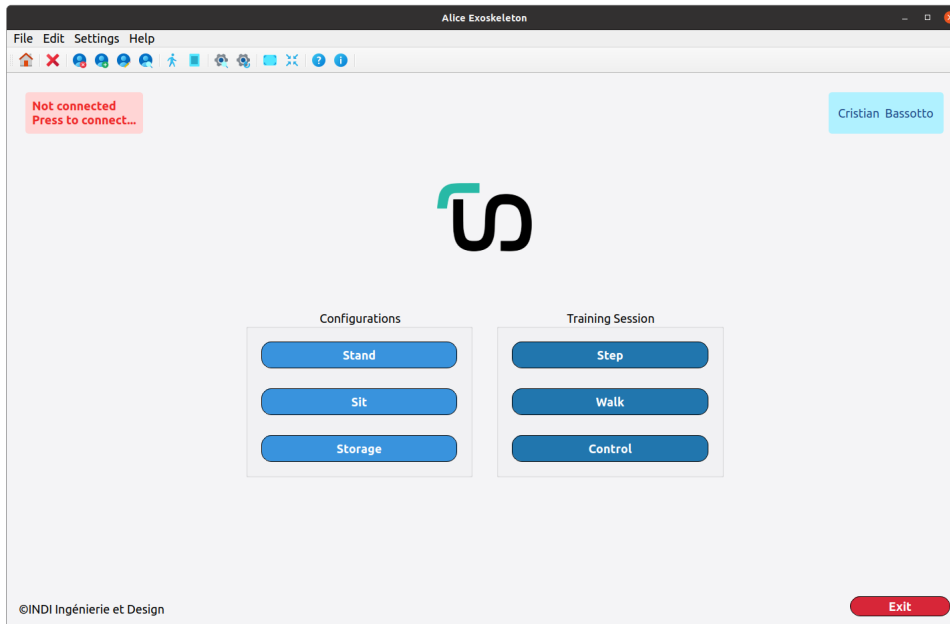 Alice Exoskeleton
File Edit Settings Help
Not connected
Press to connect...
Cristian Bassotto
Configurations
Training Session
Stand
Step
Sit
Walk
Storage
Control
©INDI Ingénierie et Design
Exit